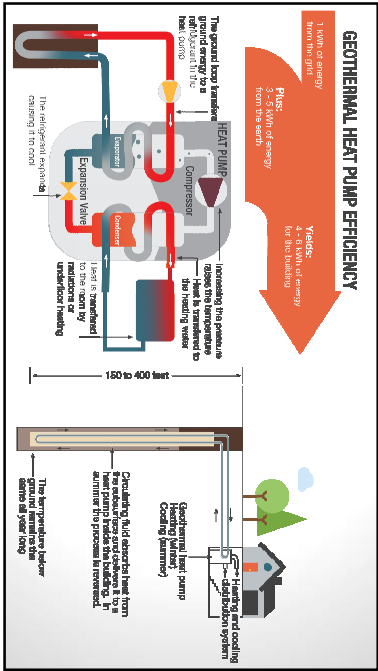 GEOTHERMAL HEAT PUMP EFFICIENCY
1 kWh or energy
from the grid
Plus:
3 - 5 kWh of energy
from the earth
Yields:
4 - 6 kWh of energy
for the building
The ground loop transfers
ground energy to a
refrigerant in the
heat pump
HEAT PUMP
Compressor
Increasing the pressure
raises the temperature
Heat is transferred to
the heating water
Evaporator
Condenser
Expansion Valve
The refrigerant expands
causing it to cool
Heat is transferred
to the room by
radiators or
underfloor heating
150 to 400 feet
Heating and cooling
distribution system
Geothermal heat pump
Heating (winter)
Cooling (summer)
Circulating fluid absorbs heat from
the subsurface and delivers it to a
heat pump inside the building. In
summer the process is reversed.
The temperature below
ground remains the
same all year long